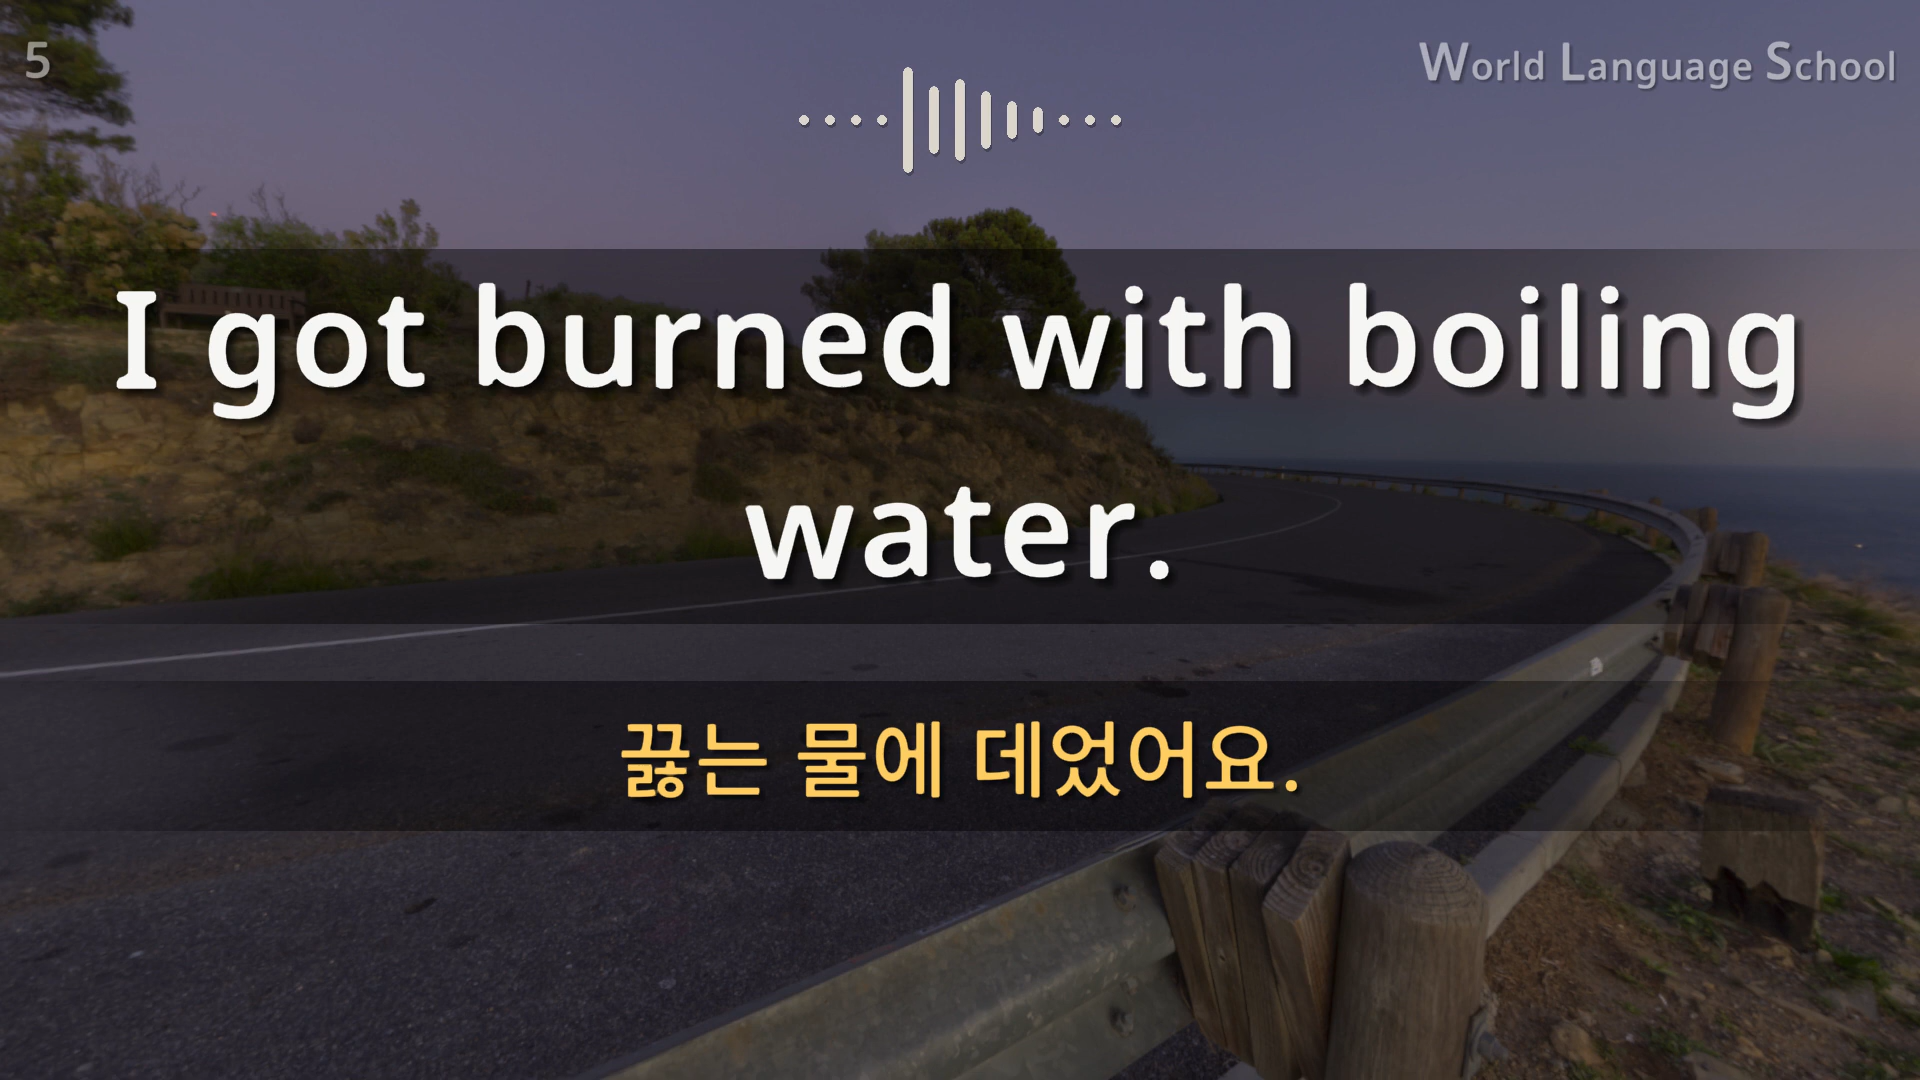 5
World Language School
I got burned with boiling
water.
끓는 물에 데었어요.